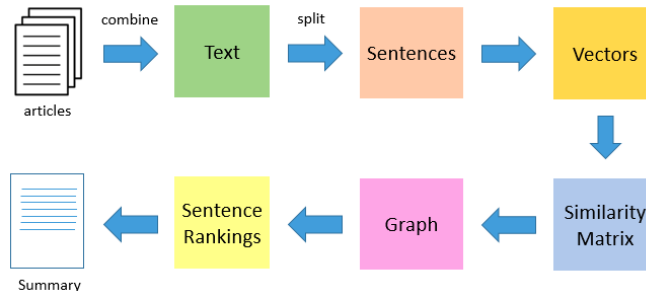 combine
split
Text
Sentences
Vectors
articles
Similarity
Matrix
Graph
Sentence
Rankings
Summary